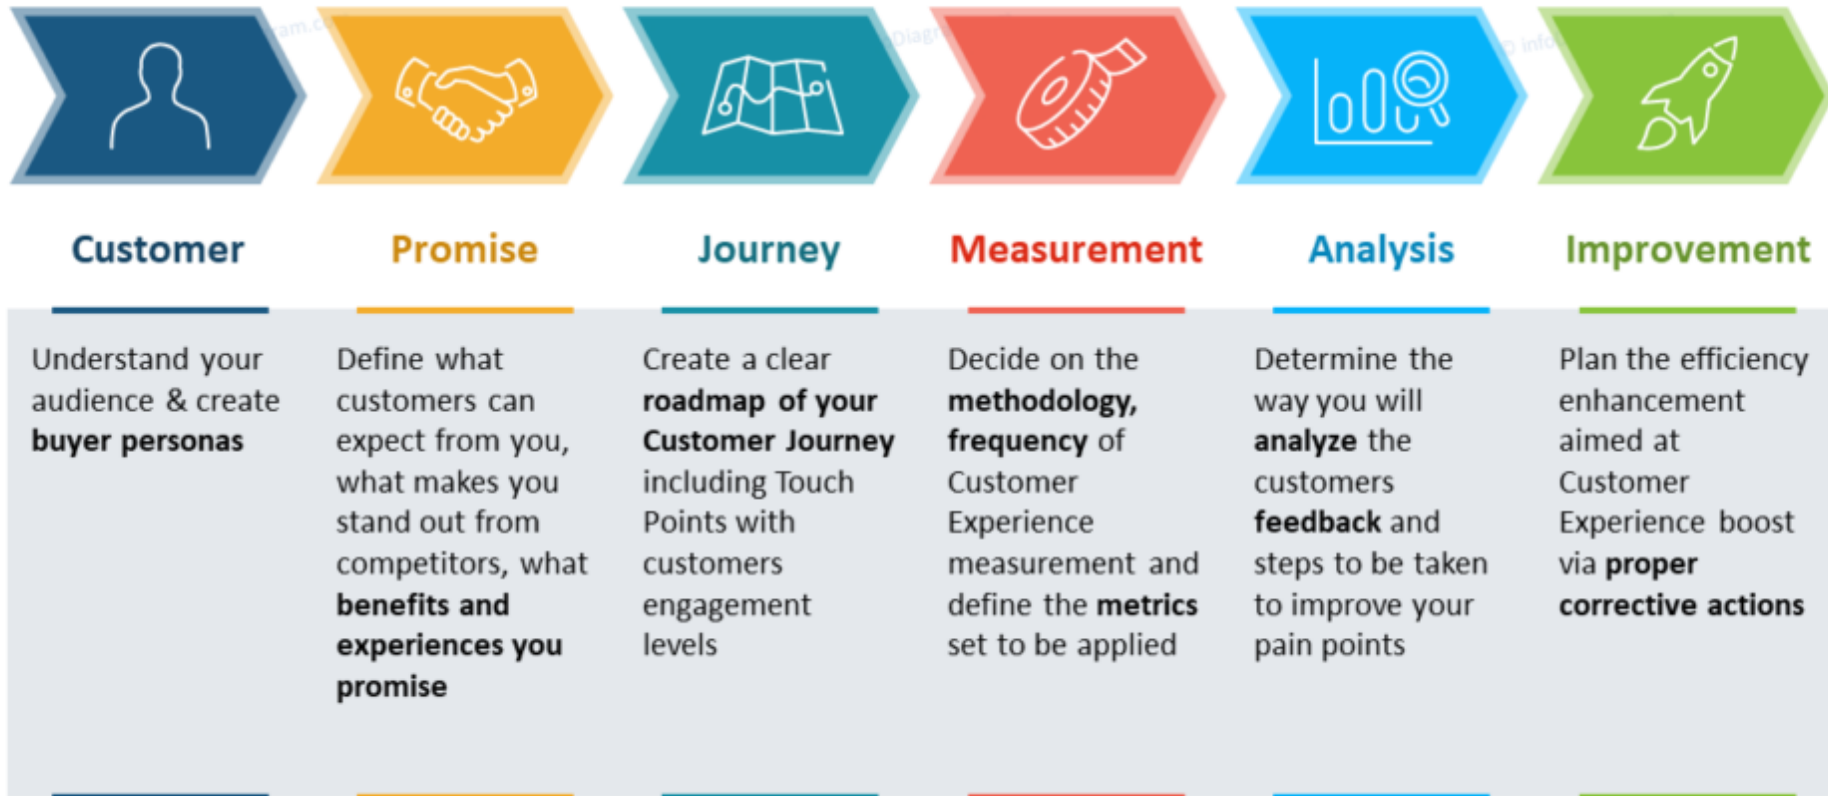 Customer
Understand your
audience & create
buyer personas
Promise
Define what
customers can
expect from you,
what makes you
stand out from
competitors, what
benefits and
experiences you
promise
Journey
Create a clear
roadmap of your
Customer Journey
including Touch
Points with
customers
engagement
levels
Measurement
Decide on the
methodology,
frequency of
Customer
Experience
measurement and
define the metrics
set to be applied
Analysis
Determine the
way you will
analyze the
customers
feedback and
steps to be taken
to improve your
pain points
Improvement
Plan the efficiency
enhancement
aimed at
Customer
Experience boost
via proper
corrective actions